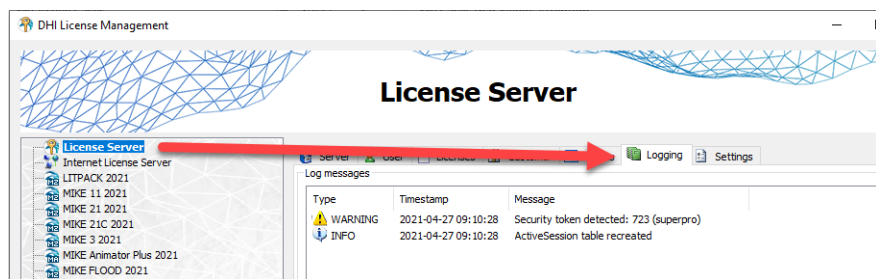 DHI License Management
License Server
License Server
Internet License Server
LITPACK 2021
MIKE 11 2021
MIKE 21 2021
MIKE 21C 2021
MIKE 3 2021
MIKE Animator Plus 2021
MIKE FLOOD 2021
Server User Licenses Logging Settings
Log messages
Type Timestamp Message
WARNING 2021-04-27 09:10:28 Security token detected: 723 (superpro)
INFO 2021-04-27 09:10:28 ActiveSession table recreated